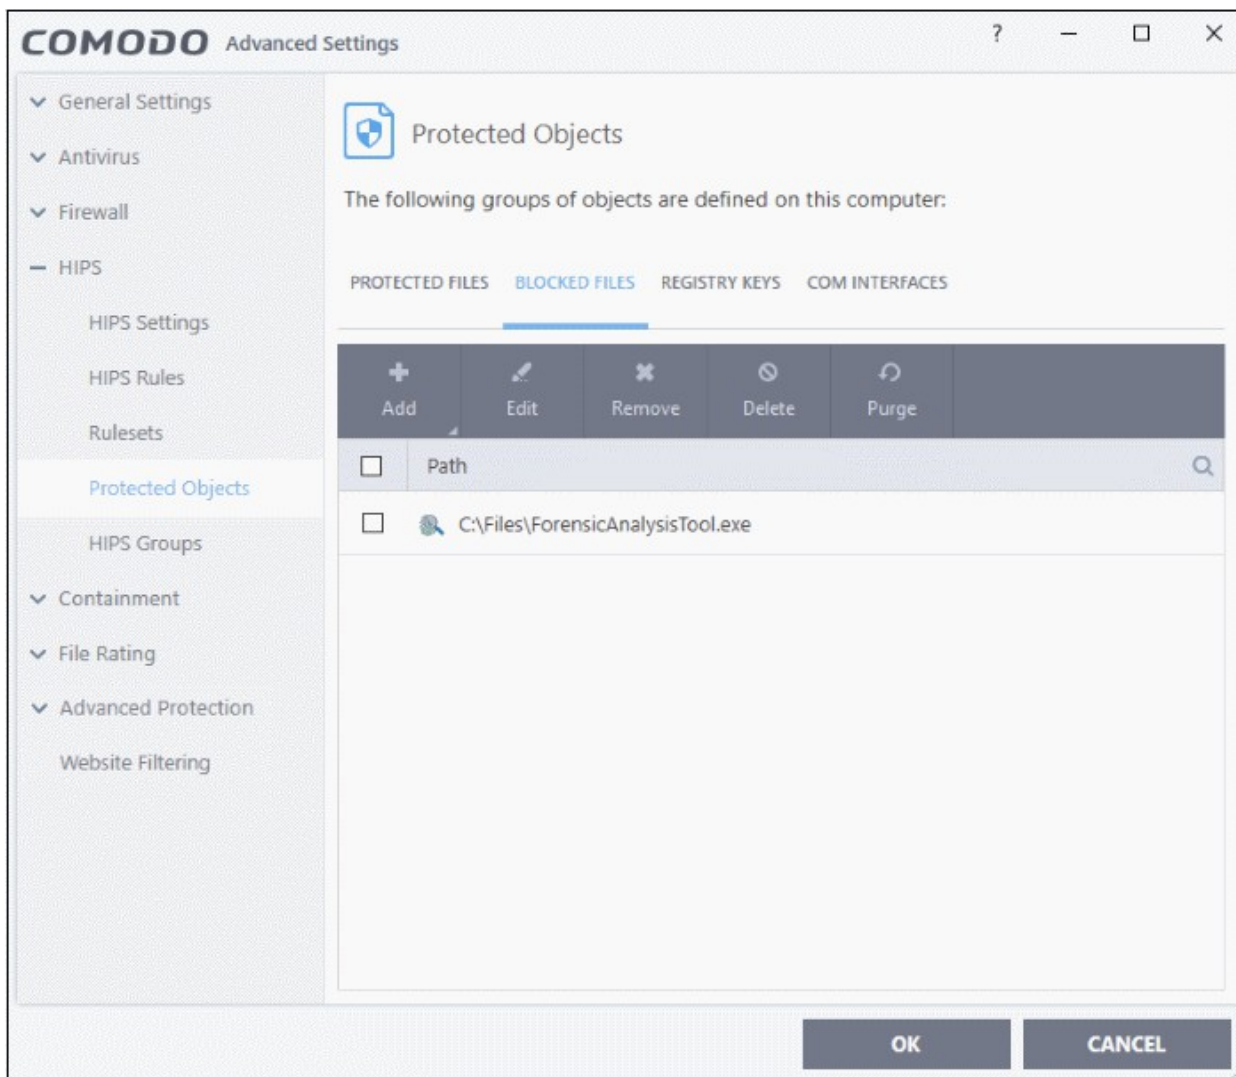 COMODO Advanced Settings ?
General Settings
Antivirus
Firewall
HIPS
HIPS Settings
HIPS Rules
Rulesets
Protected Objects
HIPS Groups
Containment
File Rating
Advanced Protection
Website Filtering
Protected Objects
The following groups of objects are defined on this computer:
PROTECTED FILES BLOCKED FILES REGISTRY KEYS COM INTERFACES
Add Edit Remove Delete Purge
Path
C:\Files\ForensicAnalysisTool.exe
OK CANCEL